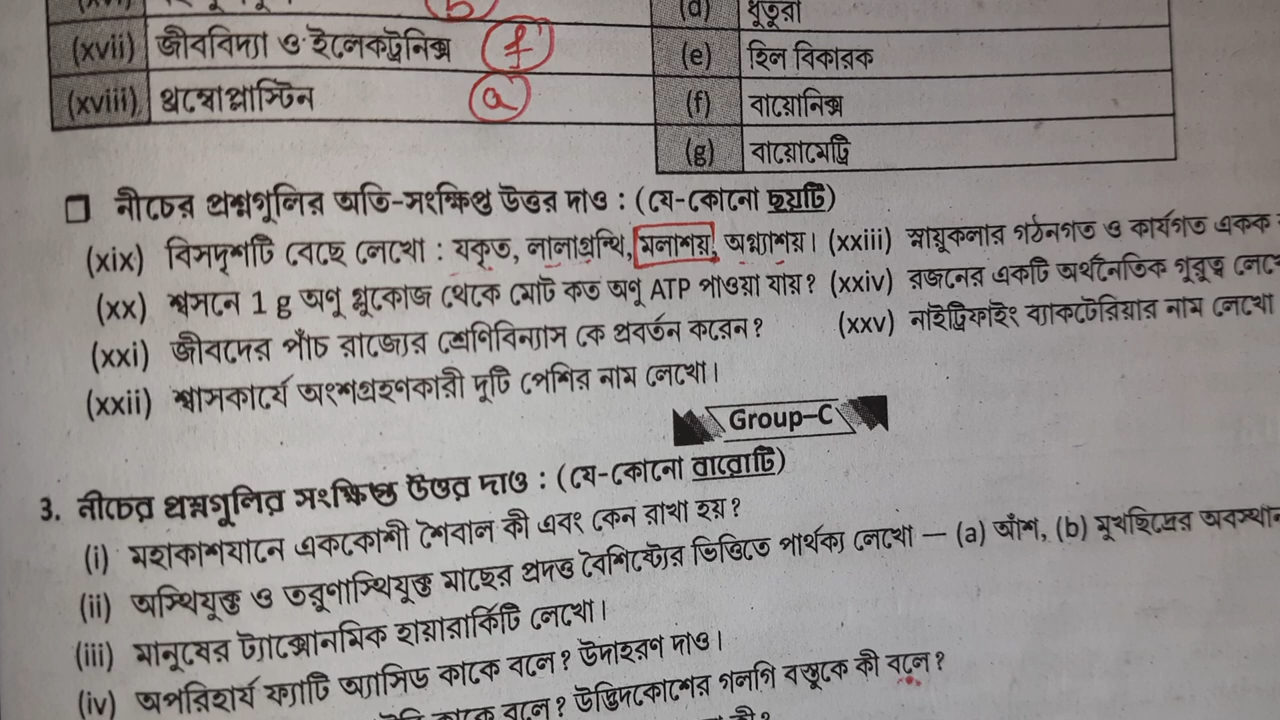 b (d) ধুতুরা
(xvii) জীববিদ্যা ও ইলেকট্রনিক্স f (e) হিল বিকারক
(xviii) থ্রম্বোপ্লাস্টিন a (f) বায়োনিক্স
(g) বায়োমেট্রি
নীচের প্রশ্নগুলির অতি-সংক্ষিপ্ত উত্তর দাও : (যে-কোনো ছয়টি)
(xix) বিসদৃশটি বেছে লেখো : যকৃত, লালাগ্রন্থি, মলাশয়, অগ্ন্যাশয়। (xxiii) স্নায়ুকলার গঠনগত ও কার্যগত একক
(xx) শ্বসনে 1 g অণু গ্লুকোজ থেকে মোট কত অণু ATP পাওয়া যায়? (xxiv) রজনের একটি অর্থনৈতিক গুরুত্ব
(xxi) জীবদের পাঁচ রাজ্যের শ্রেণিবিন্যাস কে প্রবর্তন করেন? (xxv) নাইট্রিফাইং ব্যাকটেরিয়ার নাম লেখো
(xxii) শ্বাসকার্যে অংশগ্রহণকারী দুটি পেশির নাম লেখো।
Group–C
3. নীচের প্রশ্নগুলির সংক্ষিপ্ত উত্তর দাও : (যে-কোনো বারোটি)
(i) মহাকাশযানে এককোশী শৈবাল কী এবং কেন রাখা হয়?
(ii) অস্থিযুক্ত ও তরুণাস্থিযুক্ত মাছের প্রদত্ত বৈশিষ্ট্যের ভিত্তিতে পার্থক্য লেখো — (a) আঁশ, (b) মুখছিদ্রের
(iii) মানুষের ট্যাক্সোনমিক হায়ারার্কিটি লেখো।
(iv) অপরিহার্য ফ্যাটি অ্যাসিড কাকে বলে? উদাহরণ দাও।
কাকে বলে? উদ্ভিদকোশের গলগি বস্তুকে কী বলে?